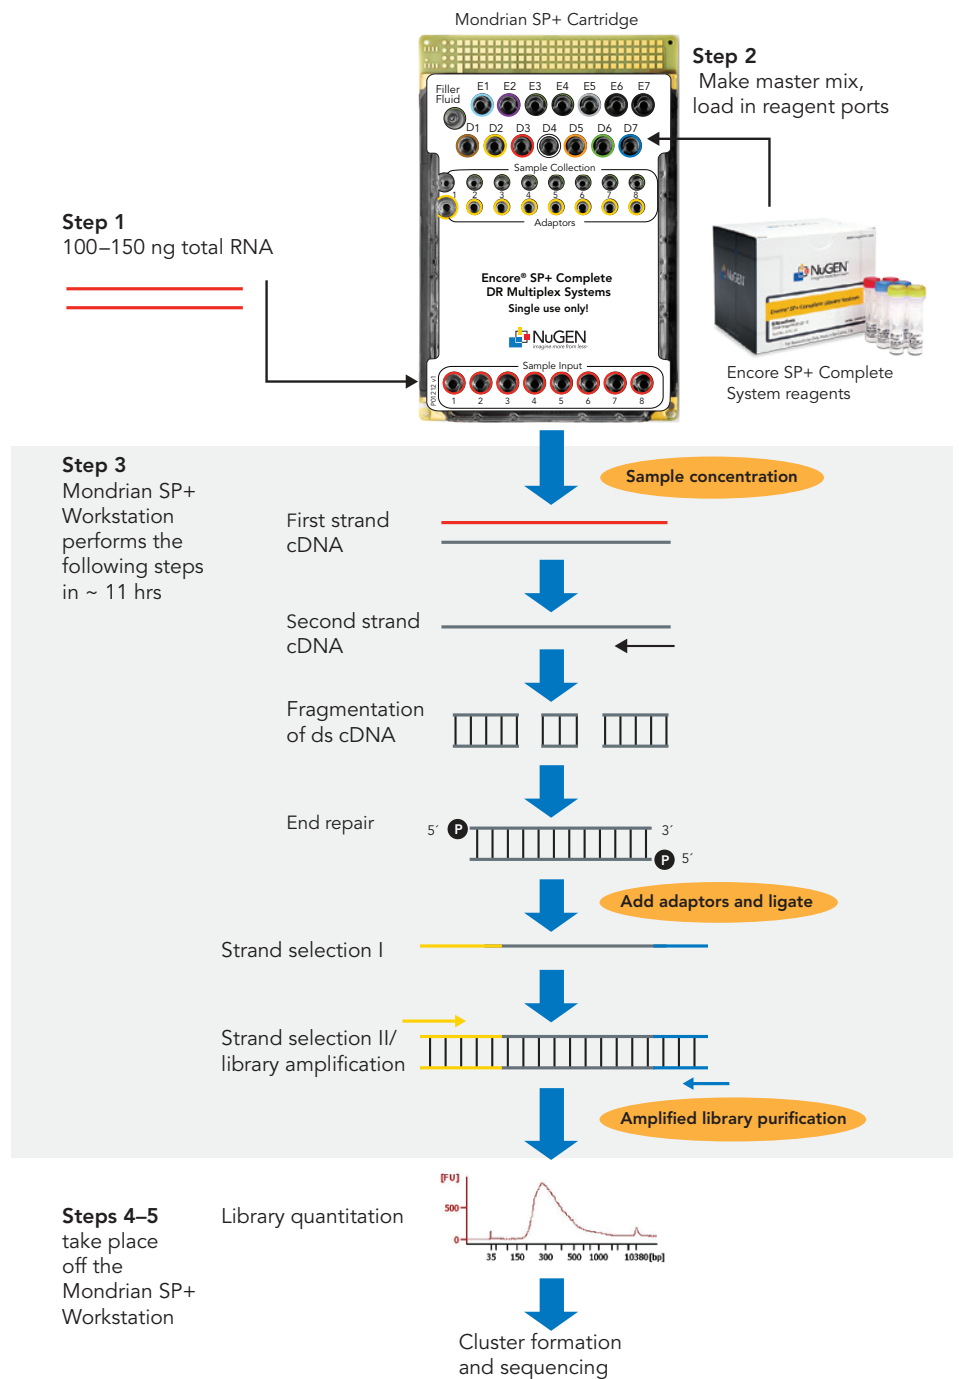 Mondrian SP+ Cartridge
Step 2
Make master mix,
load in reagent ports
Filler
Fluid
E1 E2 E3 E4 E5 E6 E7
D1 D2 D3 D4 D5 D6 D7
Sample Collection
1 2 3 4 5 6 7 8
Adaptors
Step 1
100–150 ng total RNA
Encore® SP+ Complete
DR Multiplex Systems
Single use only!
NuGEN
imagine more from less
Sample Input
1 2 3 4 5 6 7 8
NuGEN
NuGEN
Encore SP+ Complete
System reagents
Step 3
Mondrian SP+
Workstation
performs the
following steps
in ~ 11 hrs
Sample concentration
First strand
cDNA
Second strand
cDNA
Fragmentation
of ds cDNA
End repair
5´ P 3´
P 5´
Add adaptors and ligate
Strand selection I
Strand selection II/
library amplification
Amplified library purification
Steps 4–5
take place
off the
Mondrian SP+
Workstation
Library quantitation
[FU]
500
0
35 150 300 500 1000 10380 [bp]
Cluster formation
and sequencing